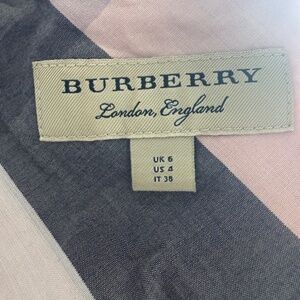 BURBERRY
London, England
UK 6
US 4
IT 38